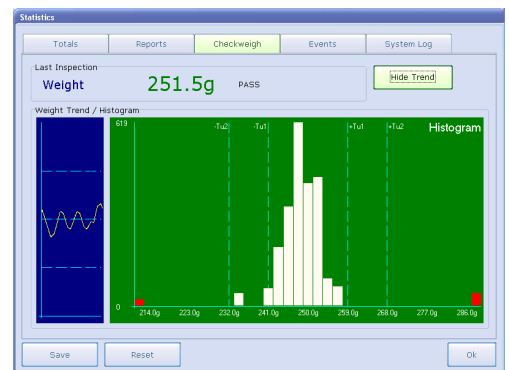 Statistics
Totals Reports Checkweigh Events System Log
Last Inspection
Weight 251.5g PASS
Hide Trend
Weight Trend / Histogram
619 -Tu2 -Tu1 +Tu1 +Tu2 Histogram
0
214.0g 223.0g 232.0g 241.0g 250.0g 259.0g 268.0g 277.0g 286.0g
Save Reset Ok